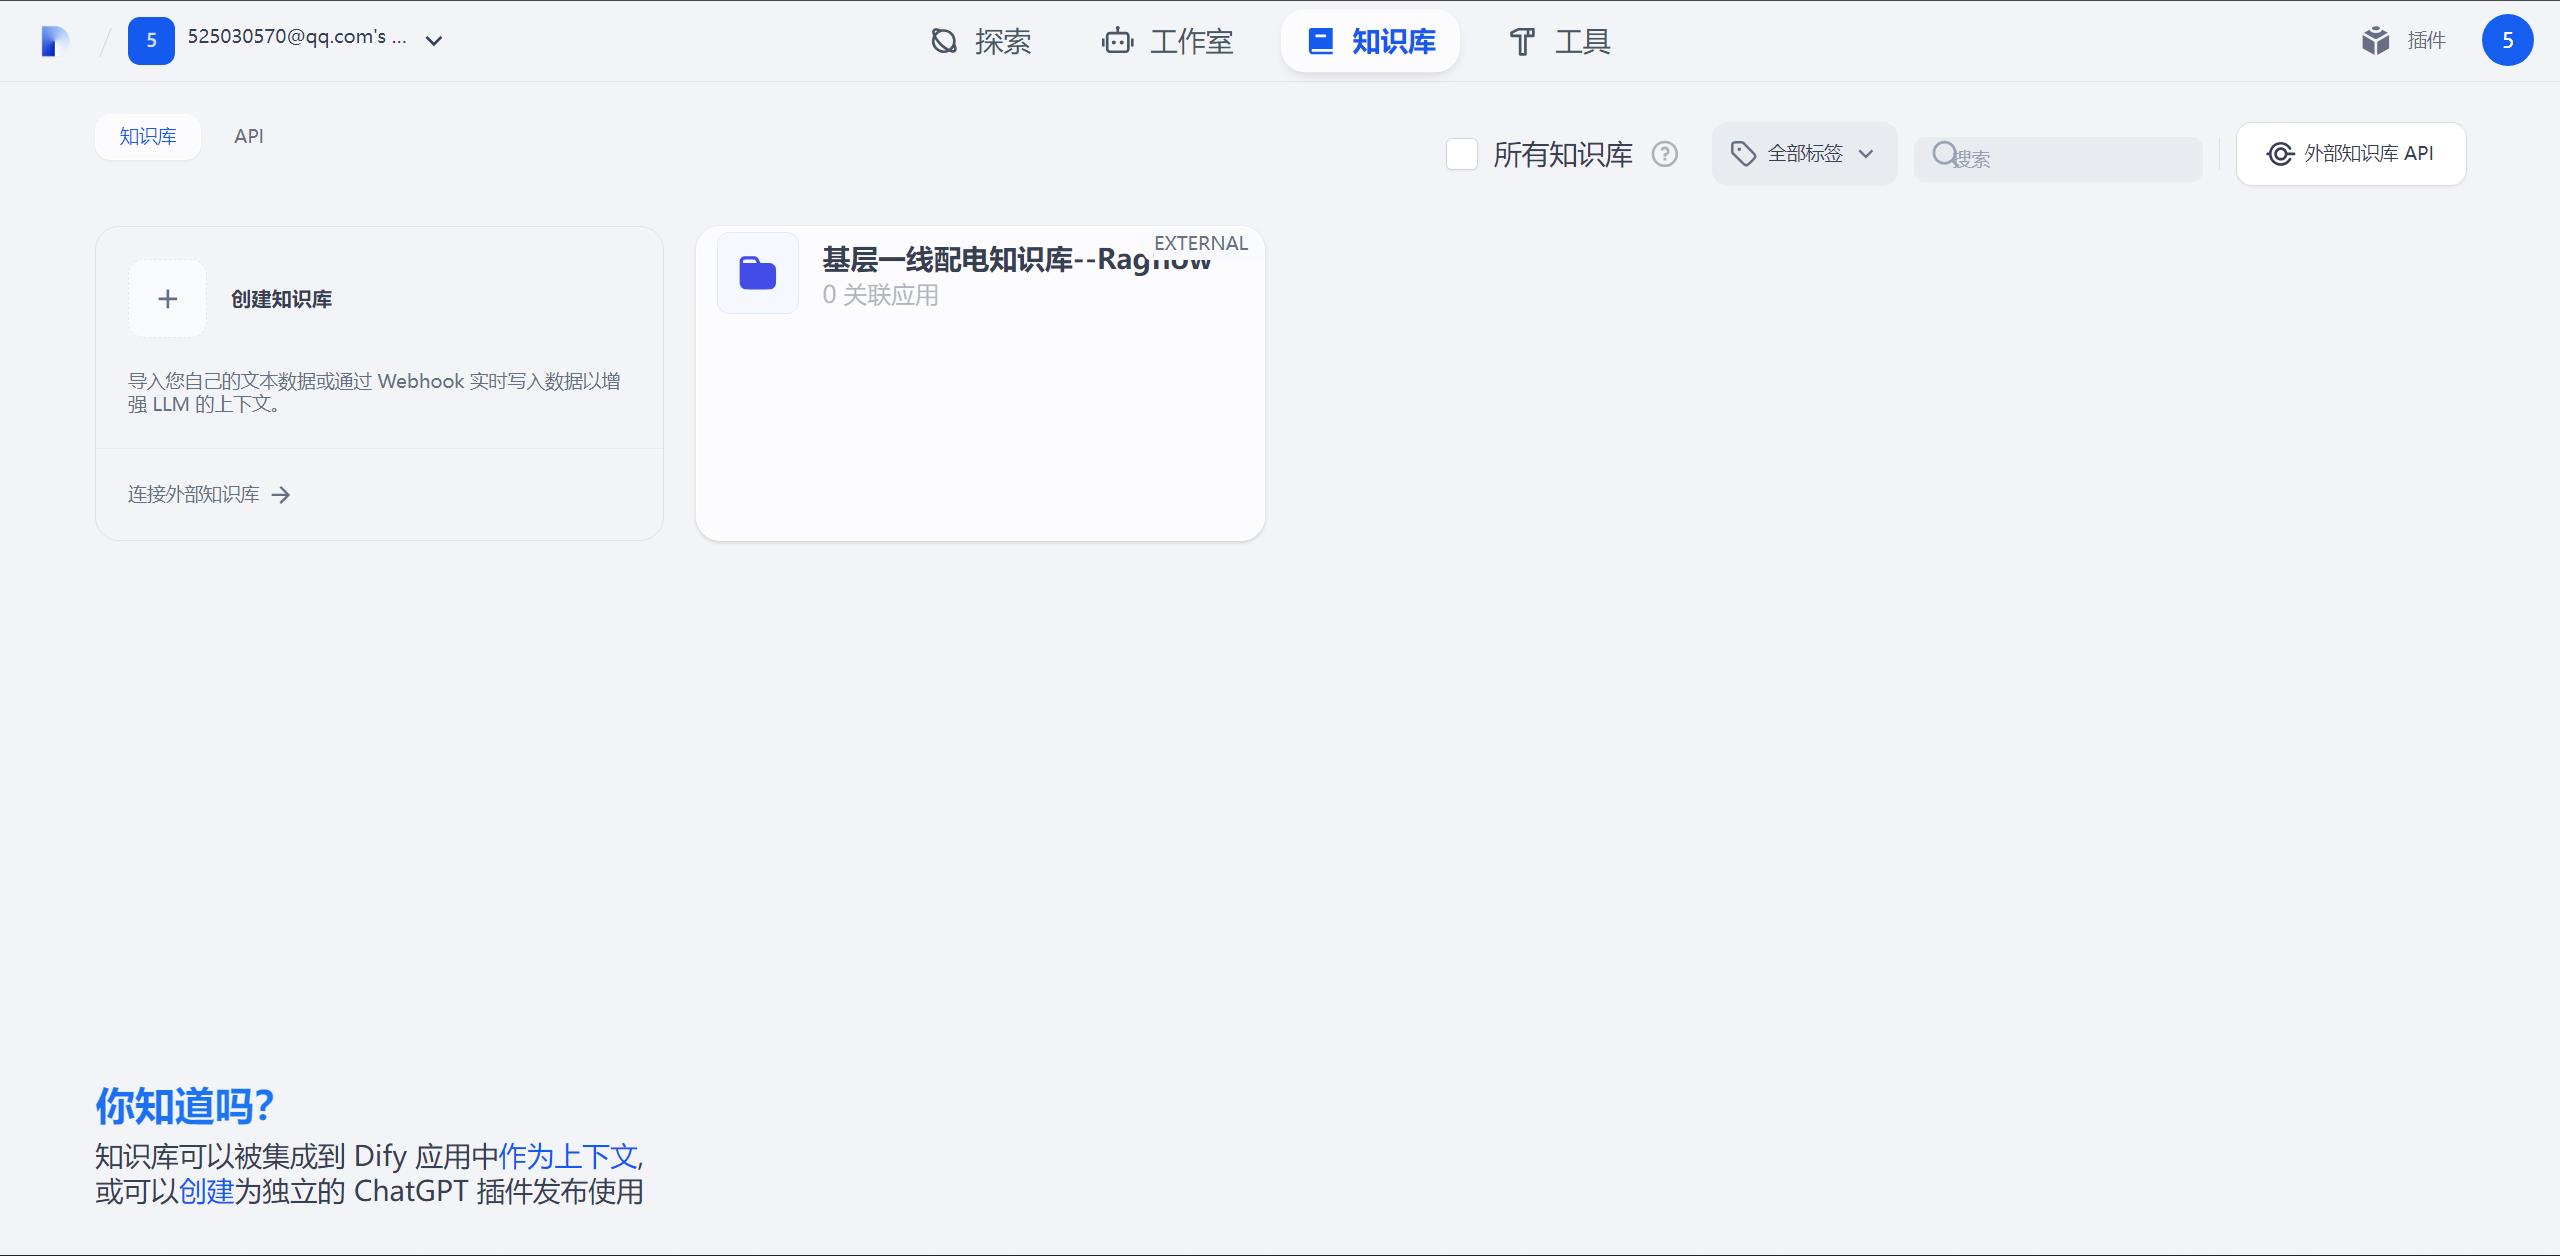 5 525030570@qq.com's ...
探索 工作室 知识库 工具
插件 5
知识库 API
所有知识库 全部标签 搜索 外部知识库 API
创建知识库
导入您自己的文本数据或通过 Webhook 实时写入数据以增
强 LLM 的上下文。
连接外部知识库
EXTERNAL
基层一线配电知识库--Ragflow
0 关联应用
你知道吗？
知识库可以被集成到 Dify 应用中作为上下文,
或可以创建为独立的 ChatGPT 插件发布使用